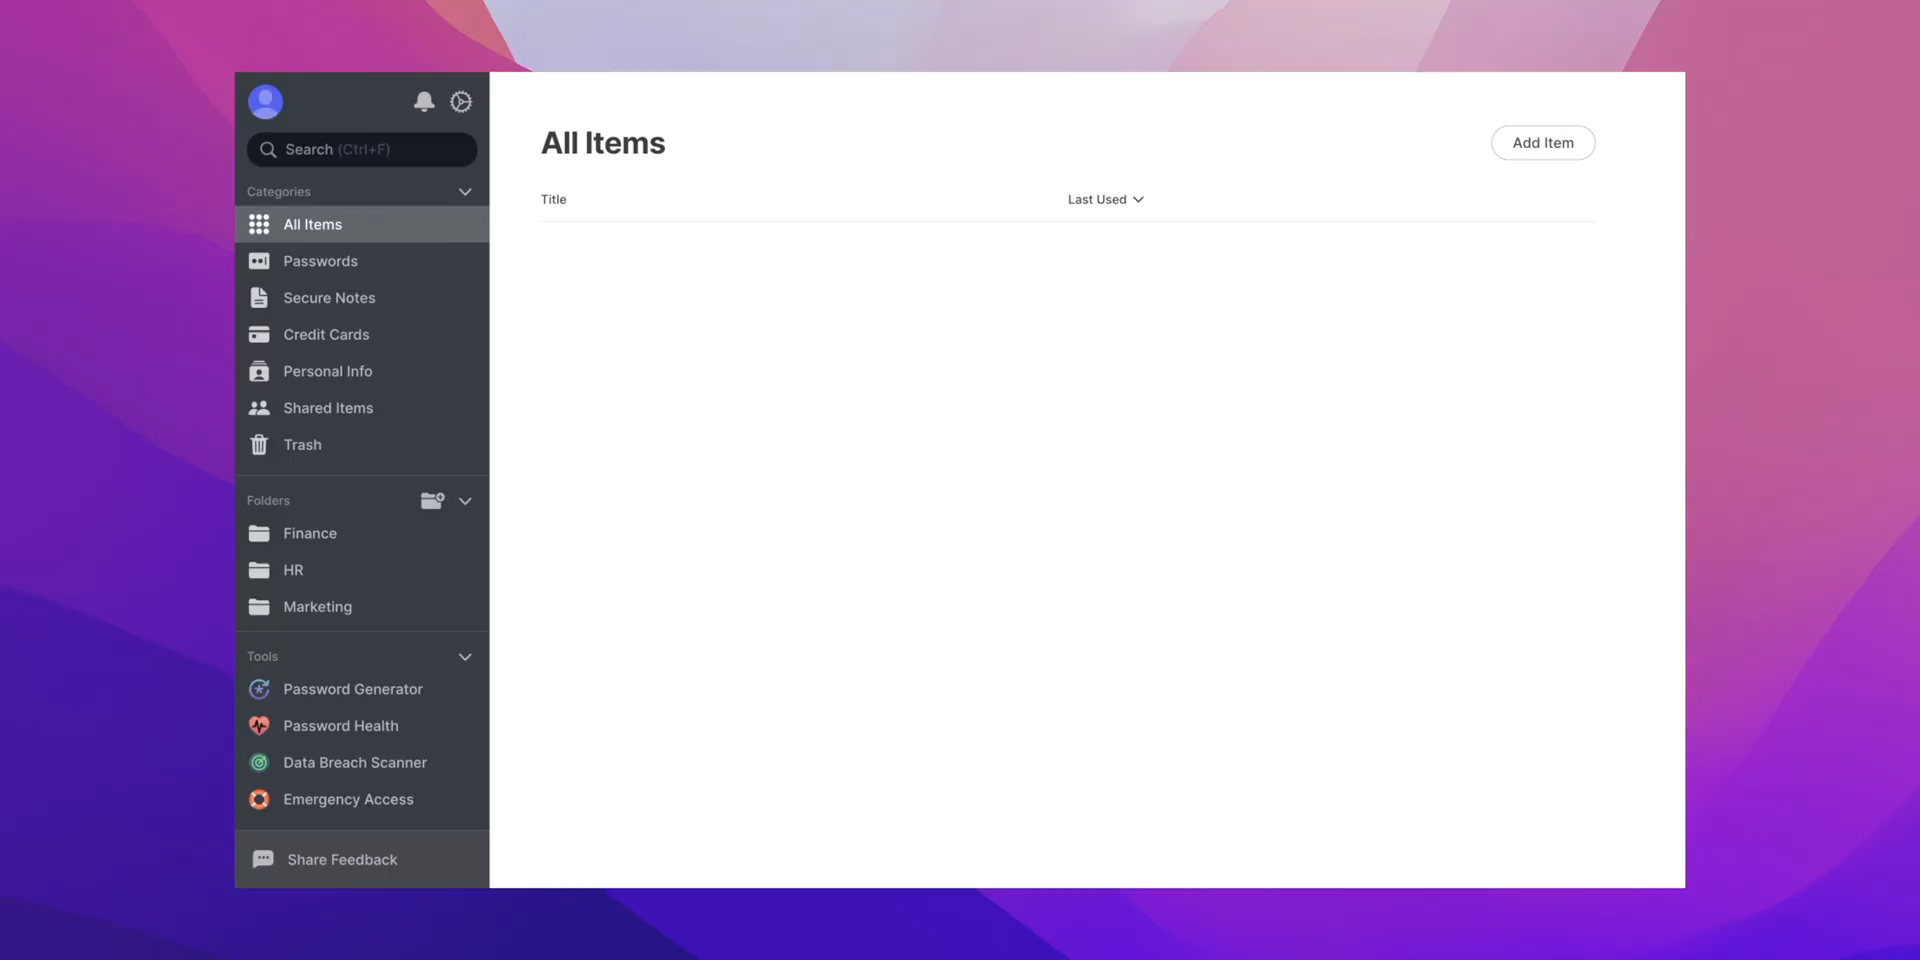 Search (Ctrl+F)
Categories
All Items
Passwords
Secure Notes
Credit Cards
Personal Info
Shared Items
Trash
Folders
Finance
HR
Marketing
Tools
Password Generator
Password Health
Data Breach Scanner
Emergency Access
Share Feedback
All Items
Add Item
Title
Last Used